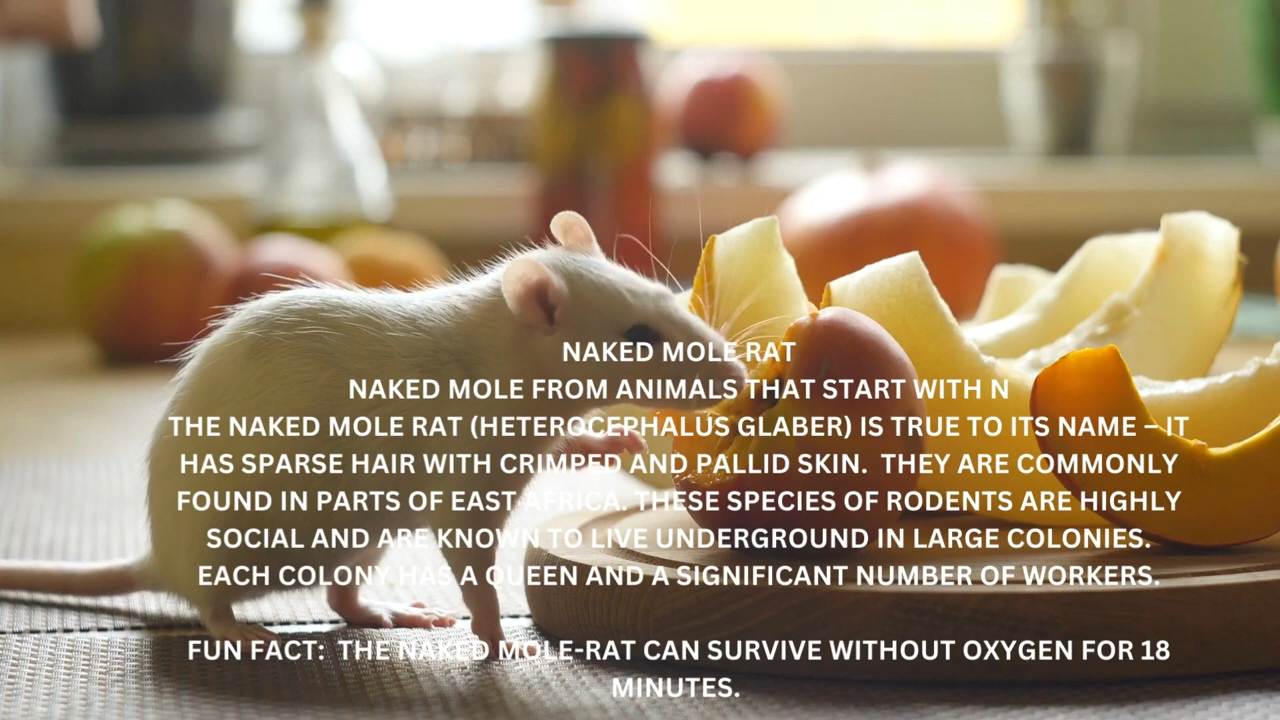 NAKED MOLE RAT
NAKED MOLE FROM ANIMALS THAT START WITH N
THE NAKED MOLE RAT (HETEROCEPHALUS GLABER) IS TRUE TO ITS NAME – IT
HAS SPARSE HAIR WITH CRIMPED AND PALLID SKIN.  THEY ARE COMMONLY
FOUND IN PARTS OF EAST AFRICA. THESE SPECIES OF RODENTS ARE HIGHLY
SOCIAL AND ARE KNOWN TO LIVE UNDERGROUND IN LARGE COLONIES.
EACH COLONY HAS A QUEEN AND A SIGNIFICANT NUMBER OF WORKERS.
FUN FACT:  THE NAKED MOLE-RAT CAN SURVIVE WITHOUT OXYGEN FOR 18
MINUTES.